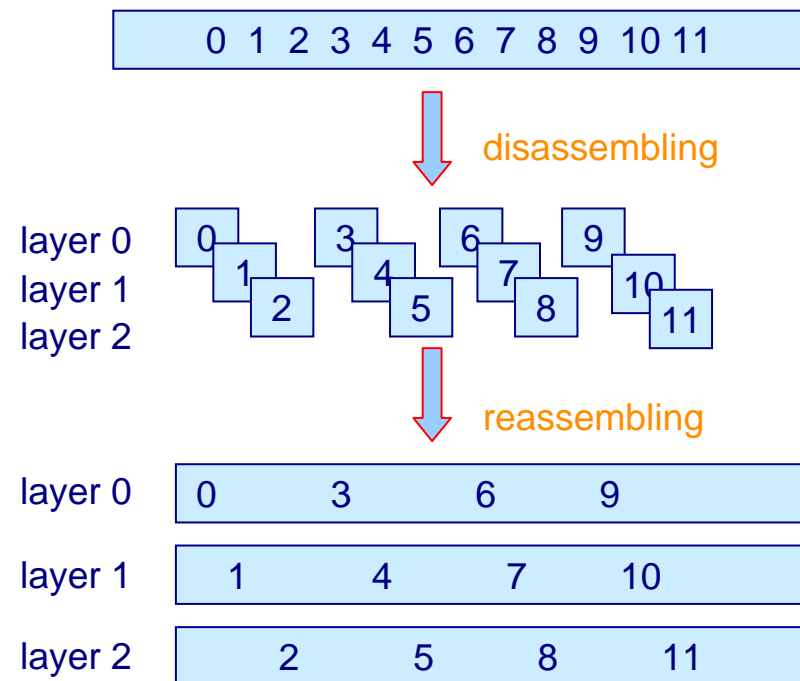 0 1 2 3 4 5 6 7 8 9 10 11
disassembling
layer 0 0 3 6 9
layer 1 1 4 7 10
layer 2 2 5 8 11
reassembling
layer 0 0 3 6 9
layer 1 1 4 7 10
layer 2 2 5 8 11